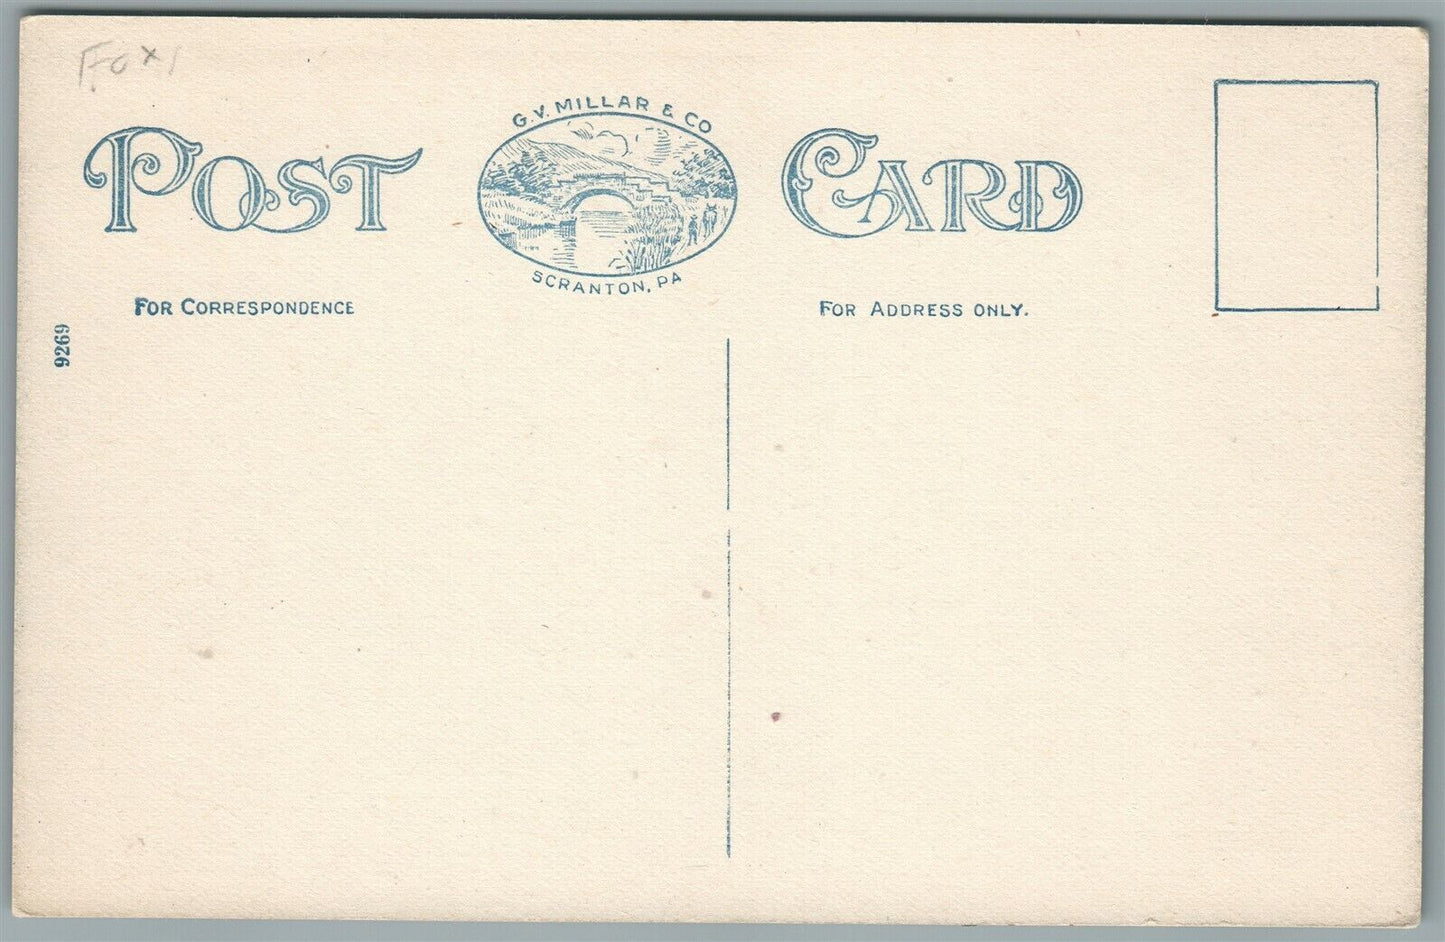 Fox1
POST
G.V. MILLAR & CO
SCRANTON, PA
CARD
FOR CORRESPONDENCE
FOR ADDRESS ONLY.
9269